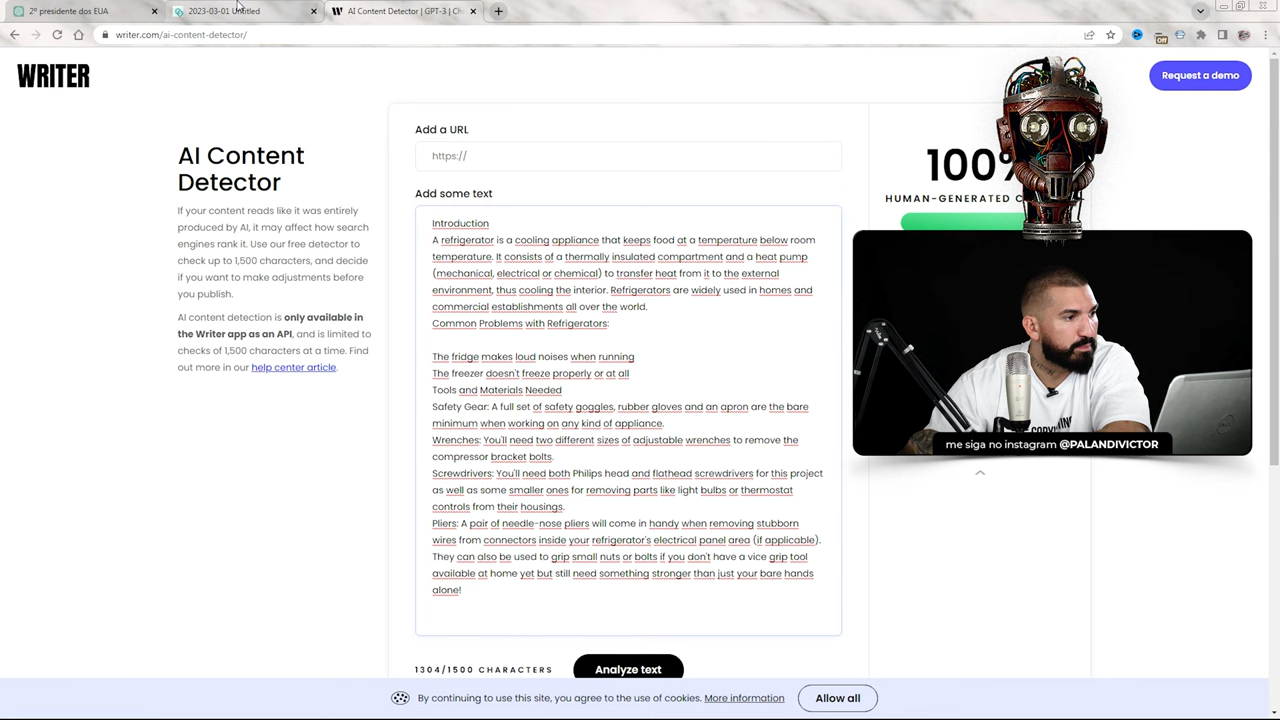 2º presidente dos EUA
2023-03-01 Untitled
AI Content Detector | GPT-3 | Ch
writer.com/ai-content-detector/
Off
WRITER
Request a demo
AI Content
Detector
If your content reads like it was entirely
produced by AI, it may affect how search
engines rank it. Use our free detector to
check up to 1,500 characters, and decide
if you want to make adjustments before
you publish.
AI content detection is only available in
the Writer app as an API, and is limited to
checks of 1,500 characters at a time. Find
out more in our help center article.
Add a URL
https://
Add some text
Introduction
A refrigerator is a cooling appliance that keeps food at a temperature below room
temperature. It consists of a thermally insulated compartment and a heat pump
(mechanical, electrical or chemical) to transfer heat from it to the external
environment, thus cooling the interior. Refrigerators are widely used in homes and
commercial establishments all over the world.
Common Problems with Refrigerators:
The fridge makes loud noises when running
The freezer doesn't freeze properly or at all
Tools and Materials Needed
Safety Gear: A full set of safety goggles, rubber gloves and an apron are the bare
minimum when working on any kind of appliance.
Wrenches: You'll need two different sizes of adjustable wrenches to remove the
compressor bracket bolts.
Screwdrivers: You'll need both Philips head and flathead screwdrivers for this project
as well as some smaller ones for removing parts like light bulbs or thermostat
controls from their housings.
Pliers: A pair of needle-nose pliers will come in handy when removing stubborn
wires from connectors inside your refrigerator's electrical panel area (if applicable).
They can also be used to grip small nuts or bolts if you don't have a vice grip tool
available at home yet but still need something stronger than just your bare hands
alone!
1304/1500 CHARACTERS
Analyze text
100%
HUMAN-GENERATED C
me siga no instagram @PALANDIVICTOR
By continuing to use this site, you agree to the use of cookies. More information
Allow all